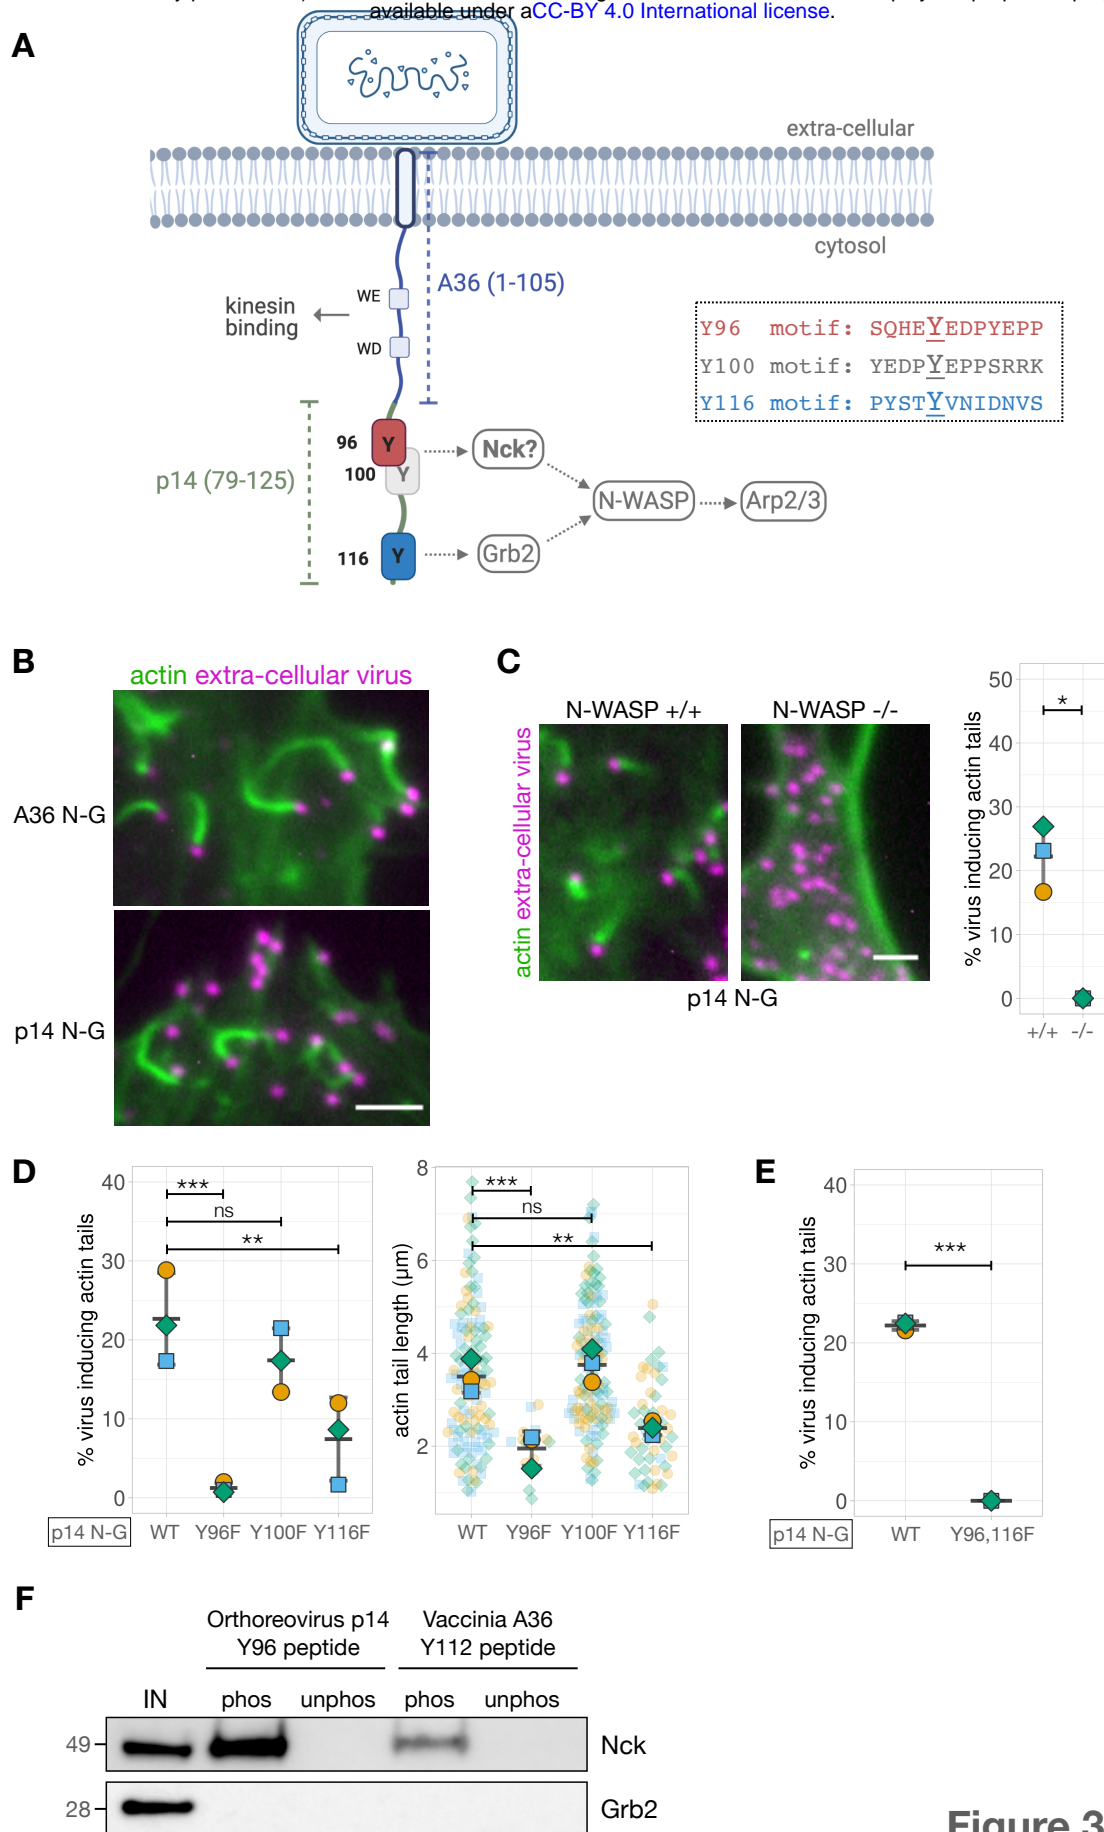 available under aCC-BY 4.0 International license.
A
extra-cellular
cytosol
A36 (1-105)
kinesin
binding
WE
WD
Y96 motif: SQHEYEDPYEPP
Y100 motif: YEDPYEPPSRRK
Y116 motif: PYSTYVNIDNVS
p14 (79-125)
96
Y
100
Y
116
Y
Nck?
Grb2
N-WASP
Arp2/3
B
actin extra-cellular virus
A36 N-G
p14 N-G
C
N-WASP +/+
N-WASP -/-
actin extra-cellular virus
p14 N-G
% virus inducing actin tails
50
40
30
20
10
0
*
+/+
-/-
D
% virus inducing actin tails
40
30
20
10
0
***
ns
**
p14 N-G
WT
Y96F
Y100F
Y116F
actin tail length (µm)
8
6
4
2
***
ns
**
WT
Y96F
Y100F
Y116F
E
% virus inducing actin tails
40
30
20
10
0
***
p14 N-G
WT
Y96,116F
F
Orthoreovirus p14
Y96 peptide
Vaccinia A36
Y112 peptide
IN
phos
unphos
phos
unphos
49
Nck
28
Grb2
Figure 3